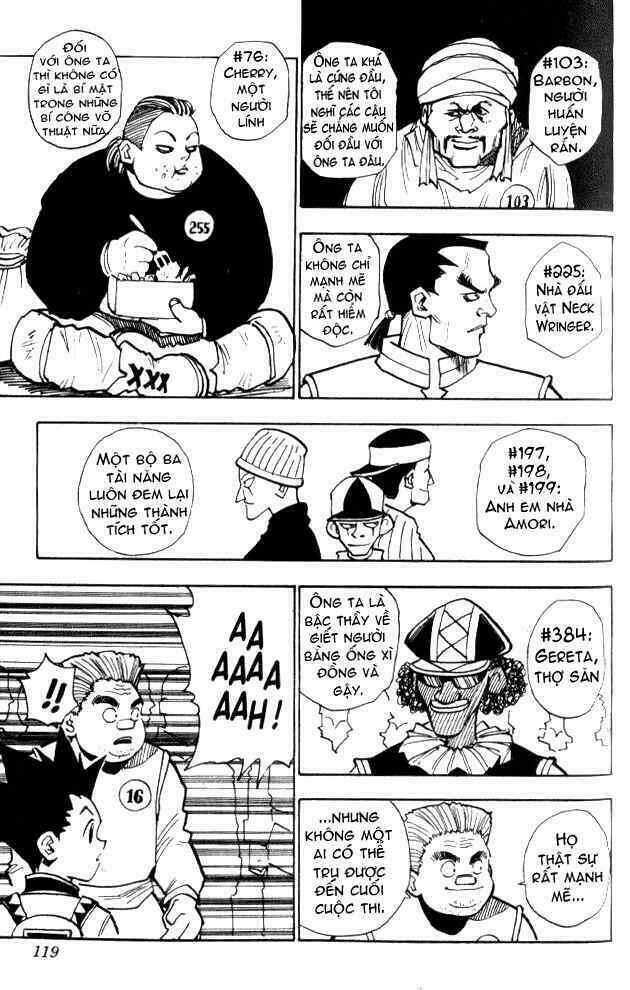 #103:
BARBON,
NGƯỜI
HUẤN
LUYỆN
RẮN.
ÔNG TA KHÁ
LÀ CỨNG ĐẦU,
THẾ NÊN TÔI
NGHĨ CÁC CẬU
SẼ CHẲNG MUỐN
ĐỐI ĐẦU VỚI
ÔNG TA ĐÂU.
103
#76:
CHERRY,
MỘT
NGƯỜI
LÍNH
ĐỐI
VỚI ÔNG TA
THÌ KHÔNG CÓ
GÌ LÀ BÍ MẬT
TRONG NHỮNG
BÍ CÔNG VÕ
THUẬT NỮA.
255
XXX
#225:
NHÀ ĐẤU
VẬT NECK
WRINGER.
ÔNG TA
KHÔNG CHỈ
MẠNH MẼ
MÀ CÒN
RẤT HIỂM
ĐỘC.
#197,
#198,
VÀ #199:
ANH EM NHÀ
AMORI.
MỘT BỘ BA
TÀI NĂNG
LUÔN ĐEM LẠI
NHỮNG THÀNH
TÍCH TỐT.
#384:
GERETA,
THỢ SĂN
ÔNG TA LÀ
BẬC THẦY VỀ
GIẾT NGƯỜI
BẰNG ỐNG XÌ
ĐỒNG VÀ
GẬY.
HỌ
THẬT SỰ
RẤT MẠNH
MẼ...
...NHƯNG
KHÔNG MỘT
AI CÓ THỂ
TRỤ ĐƯỢC
ĐẾN CUỐI
CUỘC THI.
AA
AAAA
AAH!
!!
16
119